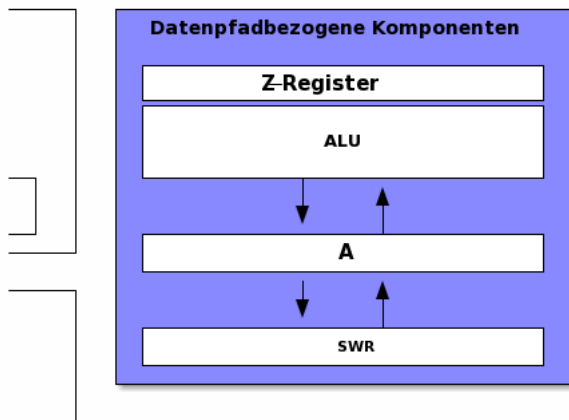 Datenpfadbezogene Komponenten
Z-Register
ALU
A
SWR